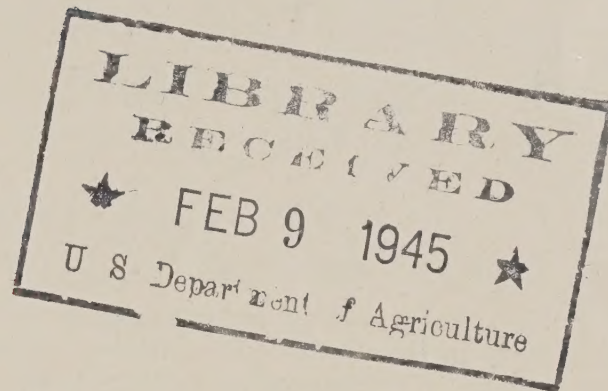 LIBRARY
RECEIVED
★ FEB 9 1945 ★
U S Department of Agriculture